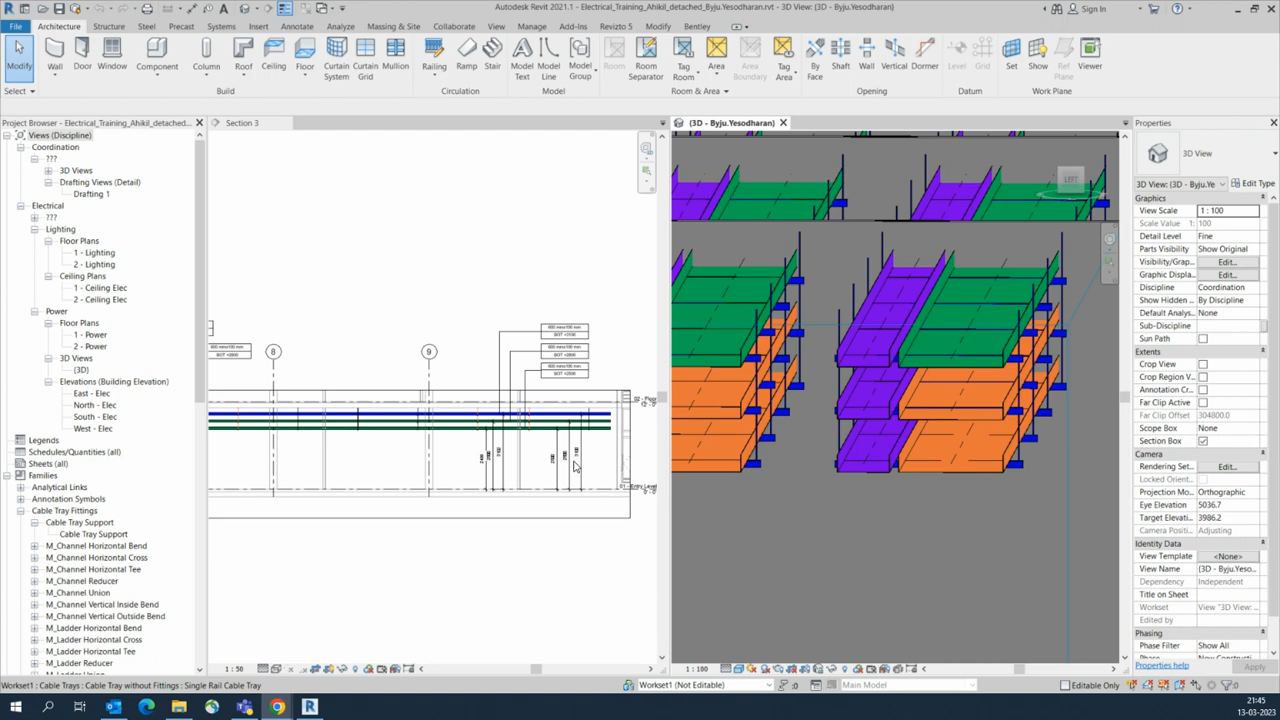 Autodesk Revit 2021.1 - Electrical_Training_Ahikil_detached_Byju.Yesodharan.rvt - 3D View: {3D - Byju.Yesodharan}
Sign In
File Architecture Structure Steel Precast Systems Insert Annotate Analyze Massing & Site Collaborate View Manage Add-Ins Revizto 5 Modify Bentley
Modify Wall Door Window Component Column Roof Ceiling Floor Curtain System Curtain Grid Mullion Railing Ramp Stair Model Text Model Line Model Group Room Room Separator Tag Room Area Area Boundary Tag Area By Face Shaft Wall Vertical Dormer Level Grid Set Show Ref Plane Viewer
Select Build Circulation Model Room & Area Opening Datum Work Plane
Project Browser - Electrical_Training_Ahikil_detached...
Views (Discipline)
Coordination
???
3D Views
Drafting Views (Detail)
Drafting 1
Electrical
???
Lighting
Floor Plans
1 - Lighting
2 - Lighting
Ceiling Plans
1 - Ceiling Elec
2 - Ceiling Elec
Power
Floor Plans
1 - Power
2 - Power
3D Views
{3D}
Elevations (Building Elevation)
East - Elec
North - Elec
South - Elec
West - Elec
Legends
Schedules/Quantities (all)
Sheets (all)
Families
Analytical Links
Annotation Symbols
Cable Tray Fittings
Cable Tray Support
Cable Tray Support
M_Channel Horizontal Bend
M_Channel Horizontal Cross
M_Channel Horizontal Tee
M_Channel Reducer
M_Channel Union
M_Channel Vertical Inside Bend
M_Channel Vertical Outside Bend
M_Ladder Horizontal Bend
M_Ladder Horizontal Cross
M_Ladder Horizontal Tee
M_Ladder Reducer
Section 3
8
9
1 : 50
{3D - Byju.Yesodharan}
LEFT
1 : 100
Properties
3D View
3D View: {3D - Byju.Ye Edit Type
Graphics
View Scale 1 : 100
Scale Value 1: 100
Detail Level Fine
Parts Visibility Show Original
Visibility/Grap... Edit...
Graphic Displa... Edit...
Discipline Coordination
Show Hidden ... By Discipline
Default Analys... None
Sub-Discipline
Sun Path
Extents
Crop View
Crop Region V...
Annotation Cr...
Far Clip Active
Far Clip Offset 304800.0
Scope Box None
Section Box
Camera
Rendering Set... Edit...
Locked Orient...
Projection Mo... Orthographic
Eye Elevation 5036.7
Target Elevati... 3986.2
Camera Positi... Adjusting
Identity Data
View Template <None>
View Name {3D - Byju.Yeso...
Dependency Independent
Title on Sheet
Workset View "3D View: ...
Edited by
Phasing
Phase Filter Show All
Properties help Apply
Workset1 : Cable Trays : Cable Tray without Fittings : Single Rail Cable Tray
Workset1 (Not Editable)
:0
Main Model
Editable Only
:0
21:45
13-03-2023